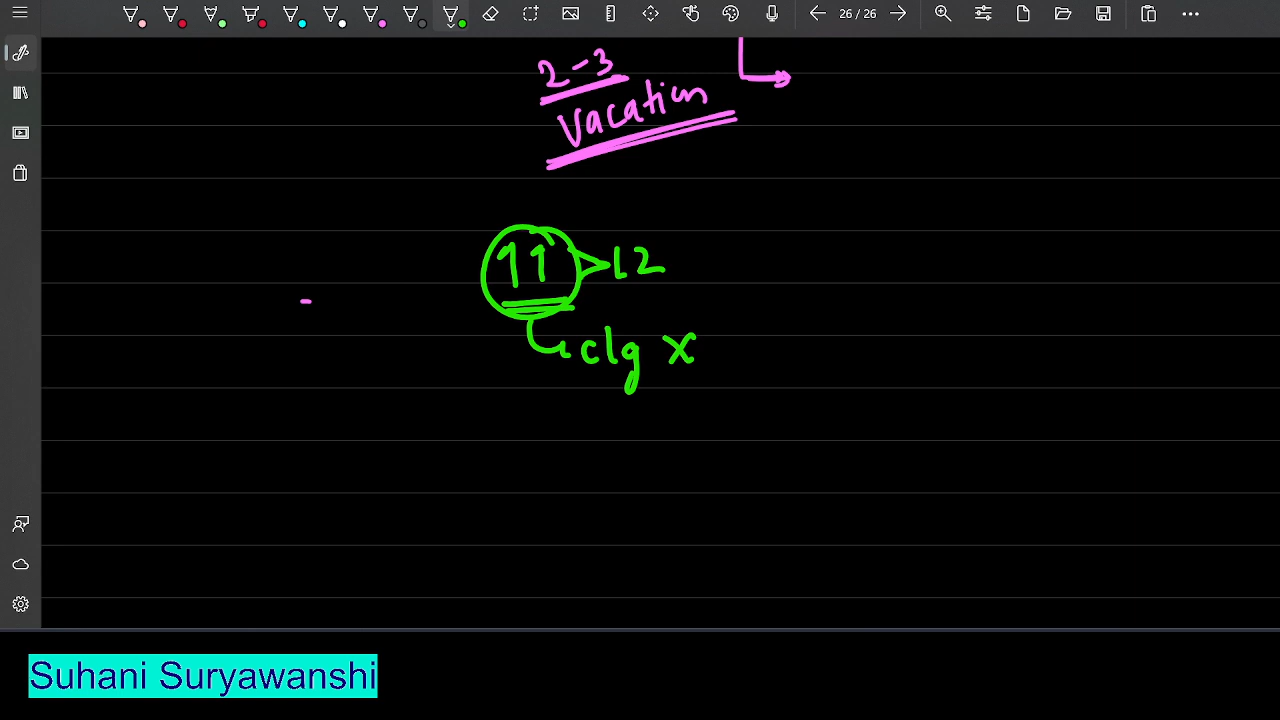 26/26
2-3
Vacation
11 > 12
clg x
Suhani Suryawanshi